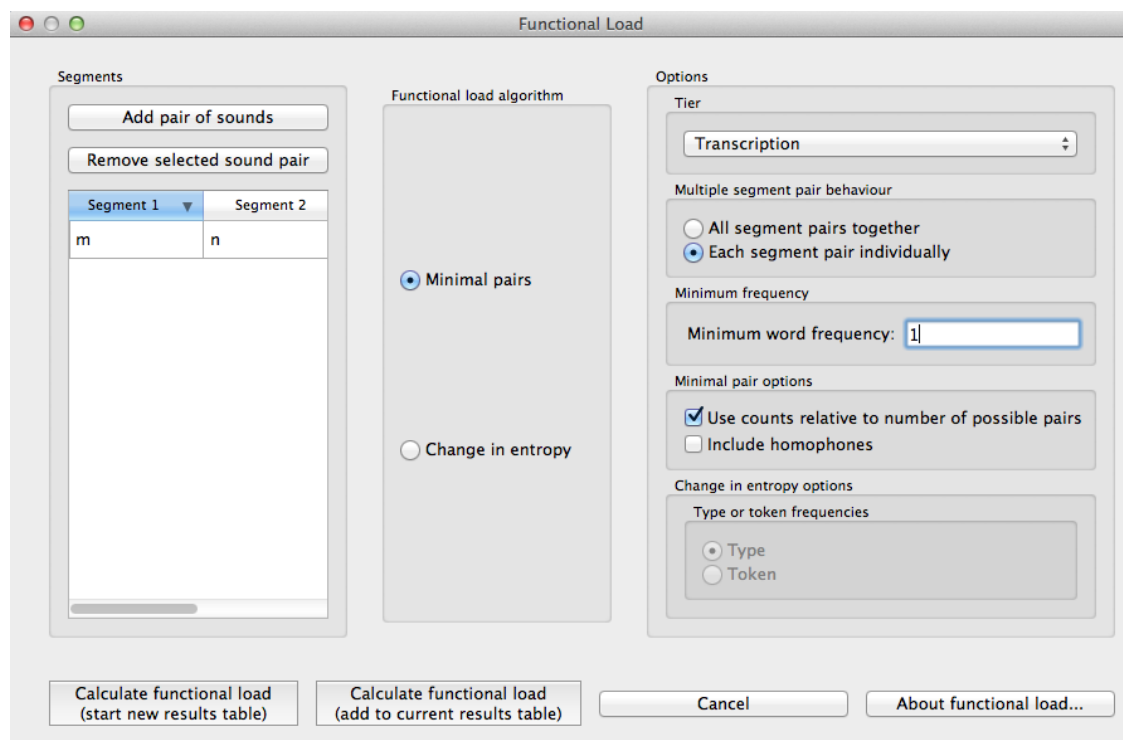 Functional Load
Segments
Add pair of sounds
Remove selected sound pair
Segment 1 Segment 2
m n
Functional load algorithm
Minimal pairs
Change in entropy
Options
Tier
Transcription
Multiple segment pair behaviour
All segment pairs together
Each segment pair individually
Minimum frequency
Minimum word frequency: 1
Minimal pair options
Use counts relative to number of possible pairs
Include homophones
Change in entropy options
Type or token frequencies
Type
Token
Calculate functional load
(start new results table)
Calculate functional load
(add to current results table)
Cancel
About functional load...